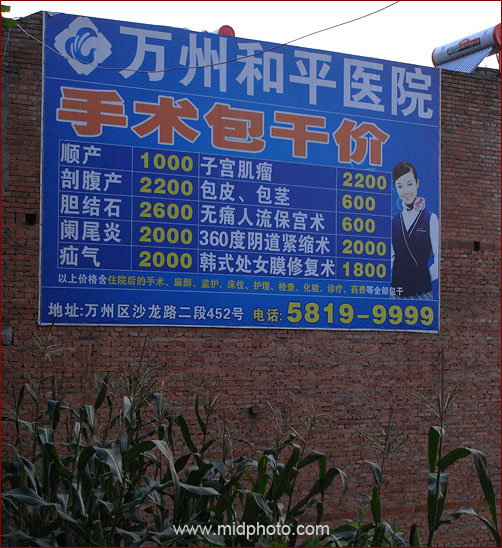 万州和平医院
手术包干价
顺产 1000 子宫肌瘤 2200
剖腹产 2200 包皮、包茎 600
胆结石 2600 无痛人流保宫术 600
阑尾炎 2000 360度阴道紧缩术 2000
疝气 2000 韩式处女膜修复术 1800
以上价格含住院后的手术、麻醉、监护、床位、护理、检查、化验、诊疗、药费等全部包干
地址:万州区沙龙路二段452号 电话:5819-9999
www.midphoto.com